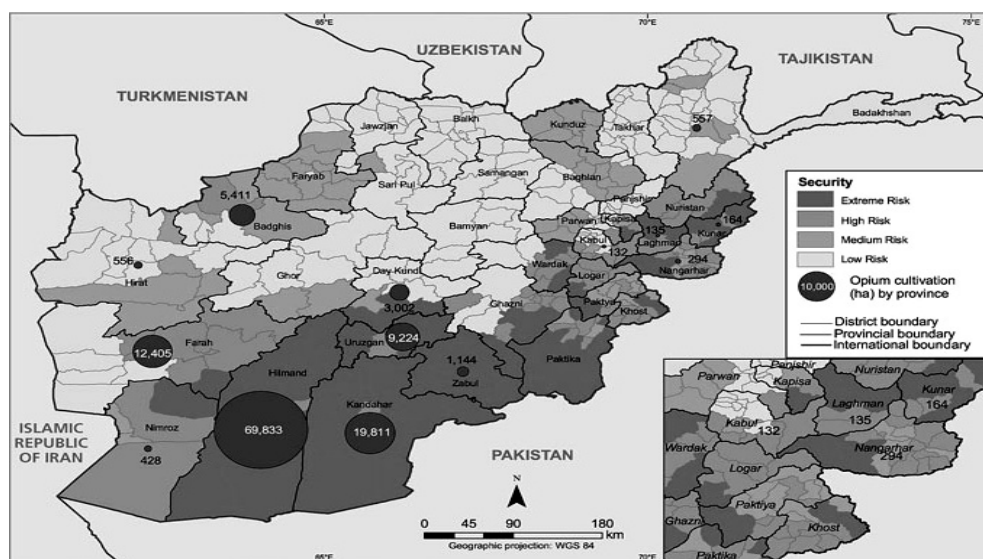 65°E
70°E
75°E
UZBEKISTAN
TAJIKISTAN
TURKMENISTAN
Jawzjan
Balkh
Kunduz
Takhar
557
Badakhshan
Faryab
Sari Pul
Samangan
Baghlan
5,411
Badghis
Panjshir
Nuristan
Parwan
Kapisa
164
Kunar
135
Laghman
Bamyan
Kabul
132
294
Nangarhar
556
Hirat
Ghor
Day Kundi
Wardak
Logar
3,002
Ghazni
Paktya
Khost
12,405
Farah
Uruzgan
9,224
1,144
Zabul
Paktika
Hilmand
Kandahar
69,833
19,811
Nimroz
428
ISLAMIC
REPUBLIC
OF IRAN
PAKISTAN
N
0 45 90 180
km
Geographic projection: WGS 84
65°E
70°E
Security
Extreme Risk
High Risk
Medium Risk
Low Risk
10,000
Opium cultivation
(ha) by province
District boundary
Provincial boundary
International boundary
Panjshir
Parwan
Kapisa
Nuristan
Kunar
Laghman
164
Kabul
135
132
Wardak
Nangarhar
294
Logar
Paktiya
Ghazni
Khost